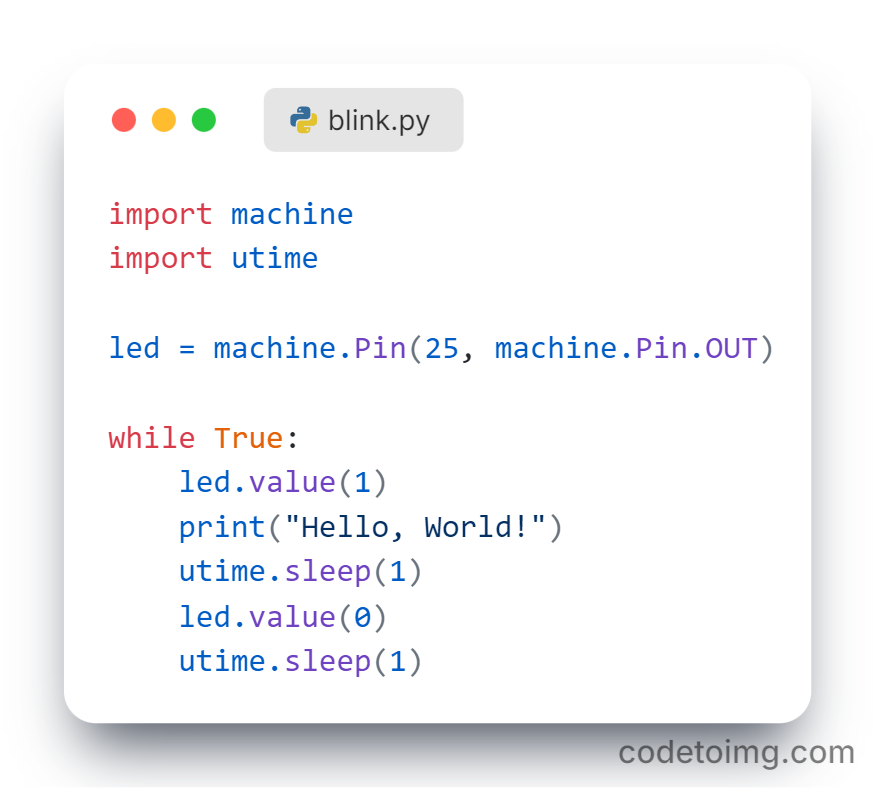 blink.py
import machine
import utime
led = machine.Pin(25, machine.Pin.OUT)
while True:
    led.value(1)
    print("Hello, World!")
    utime.sleep(1)
    led.value(0)
    utime.sleep(1)
codetoimg.com